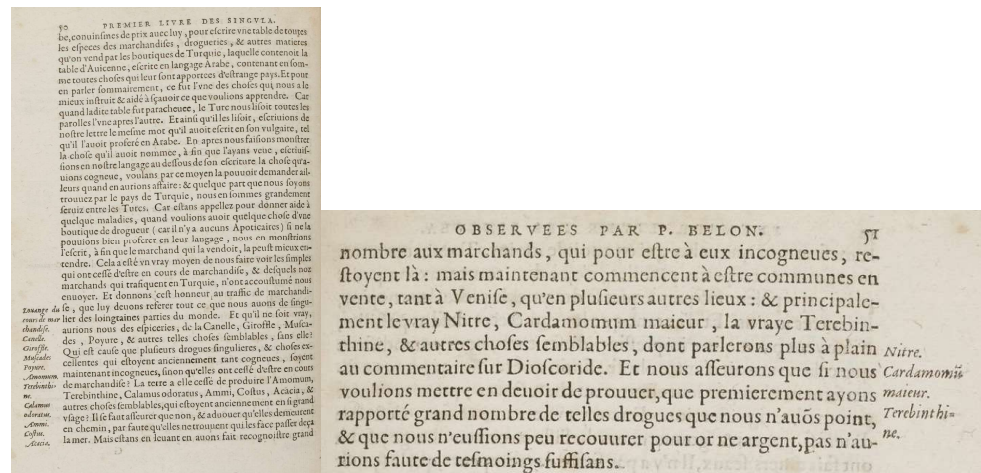 50 PREMIER LIVRE DES SINGVLA.
be, conuinſmes de prix auec luy, pour eſcrire vne table de toutes
les eſpeces des marchandiſes, drogueries, & autres matieres
qu'on vend par les boutiques de Turquie, laquelle contenoit la
table d'Auicenne, eſcrite en langage Arabe, contenant en ſom-
me toutes choſes qui leur ſont apportees d'eſtrange pays. Et pour
en parler ſommairement, ce fut l'vne des choſes qui nous a le
mieux inſtruit & aidé à ſçauoir ce que voulions apprendre. Car
quand ladite table fut paracheuee, le Turc nous liſoit toutes les
parolles l'vne apres l'autre. Et ainſi qu'il les liſoit, eſcriuions de
noſtre lettre le meſme mot qu'il auoit eſcrit en ſon vulgaire, tel
qu'il l'auoit proferé en Arabe. En apres nous faiſions monſtrer
la choſe qu'il auoit nommee, à fin que l'ayans veue, eſcriuiſ-
ſions en noſtre langage au deſſous de ſon eſcriture la choſe qu'a-
uions cogneue, voulans par ce moyen la pouuoir demander ail-
leurs quand en aurions affaire: & quelque part que nous ſoyons
trouuez par le pays de Turquie, nous en ſommes grandement
ſeruiz entre les Turcs. Car eſtans appellez pour donner aide à
quelque maladies, quand voulions auoir quelque choſe d'vne
boutique de drogueur (car il n'y a aucuns Apoticaires) ſi ne la
pouuions bien proferer en leur langage, nous en monſtrions
l'eſcrit, à fin que le marchand qui la vendoit, la peuſt mieux en-
tendre. Cela a eſté vn vray moyen de nous faire voir les ſimples
qui ont ceſſé d'eſtre en cours de marchandiſe, & deſquels noz
marchands qui trafiquent en Turquie, n'ont accouſtumé nous
enuoyer. Et donnons c'eſt honneur au traffic de marchandi-
ſe, que luy deuons referer tout ce que nous auons de ſingu-
lier des loingtaines parties du monde. Et qu'il ne ſoit vray,
aurions nous des eſpiceries, de la Canelle, Giroffle, Muſca-
des, Poyure, & autres telles choſes ſemblables, ſans elle?
Qui eſt cauſe que pluſieurs drogues ſingulieres, & choſes ex-
cellentes qui eſtoyent anciennement tant cogneues, ſoyent
maintenant incogneues, ſinon qu'elles ont ceſſé d'eſtre en cours
de marchandiſe? La terre a elle ceſſé de produire l'Amomum,
Terebinthine, Calamus odoratus, Ammi, Coſtus, Acacia, &
autres choſes ſemblables, qui eſtoyent anciennement en ſi grand
vſage? Il ſe faut aſſeurer que non, & aduouer qu'elles demeurent
en chemin, par faute qu'elles ne trouuent qui les face paſſer deça
la mer. Mais eſtans en leuant en auons fait recognoiſtre grand
Louange du
cours de mar
chandiſe.
Canelle.
Giroffle.
Muſcades
Poyure.
Amomum.
Terebinthi-
ne.
Calamus
odoratus.
Ammi.
Coſtus.
Acacia.
OBSERVEES PAR P. BELON. 51
nombre aux marchands, qui pour eſtre à eux incogneues, re-
ſtoyent là: mais maintenant commencent à eſtre communes en
vente, tant à Veniſe, qu'en pluſieurs autres lieux: & principale-
ment le vray Nitre, Cardamomum maieur, la vraye Terebin-
thine, & autres choſes ſemblables, dont parlerons plus à plain
au commentaire ſur Dioſcoride. Et nous aſſeurons que ſi nous
voulions mettre en deuoir de prouuer, que premierement ayons
rapporté grand nombre de telles drogues que nous n'auõs point,
& que nous n'euſſions peu recouurer pour or ne argent, pas n'au-
rions faute de teſmoings ſuffiſans.
Nitre.
Cardamomũ
maieur.
Terebinthi-
ne.